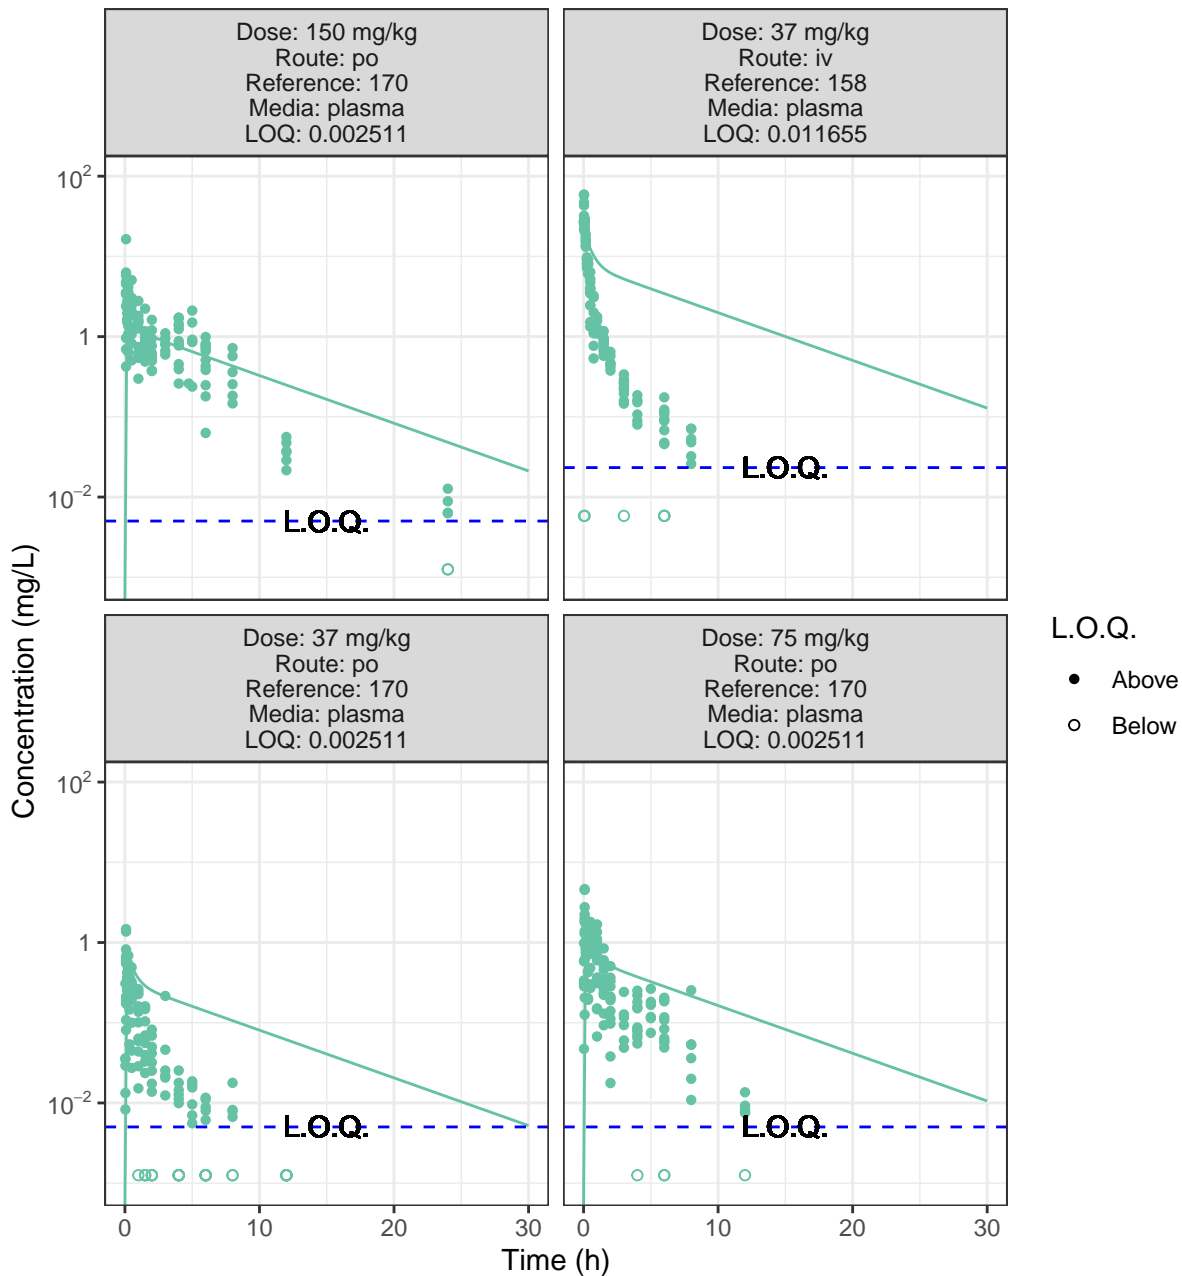 Dose: 150 mg/kg
Route: po
Reference: 170
Media: plasma
LOQ: 0.002511
Dose: 37 mg/kg
Route: iv
Reference: 158
Media: plasma
LOQ: 0.011655
10²
1
10⁻²
L.O.Q.
L.O.Q.
Dose: 37 mg/kg
Route: po
Reference: 170
Media: plasma
LOQ: 0.002511
Dose: 75 mg/kg
Route: po
Reference: 170
Media: plasma
LOQ: 0.002511
10²
1
10⁻²
L.O.Q.
L.O.Q.
0 10 20 30
0 10 20 30
Time (h)
Concentration (mg/L)
L.O.Q.
Above
Below